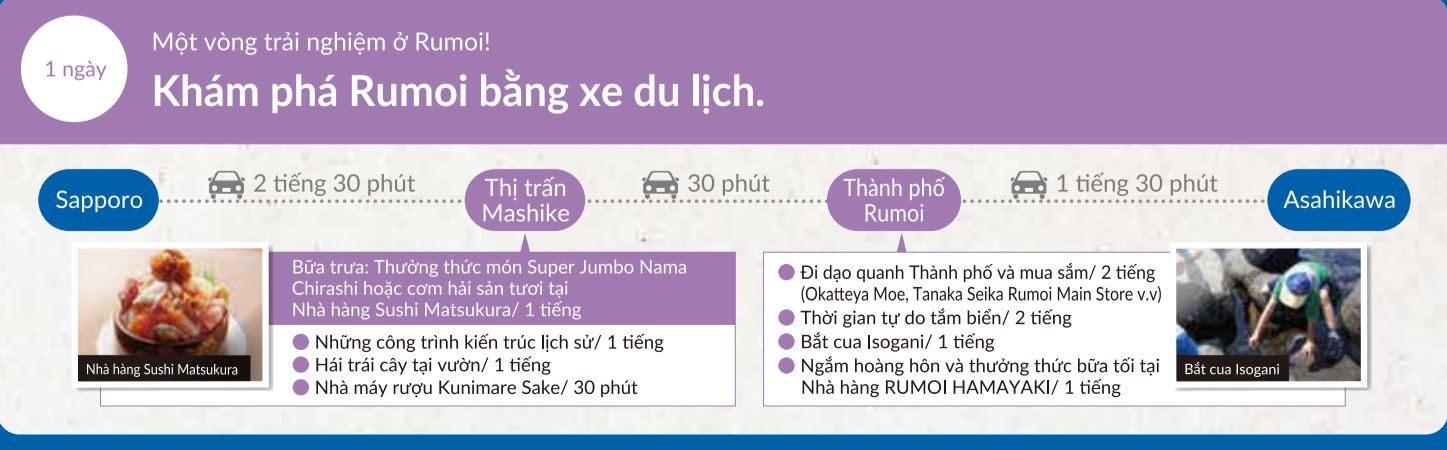 1 ngày
Một vòng trải nghiệm ở Rumoi!
Khám phá Rumoi bằng xe du lịch.
Sapporo
2 tiếng 30 phút
Thị trấn
Mashike
30 phút
Thành phố
Rumoi
1 tiếng 30 phút
Asahikawa
Nhà hàng Sushi Matsukura
Bữa trưa: Thưởng thức món Super Jumbo Nama
Chirashi hoặc cơm hải sản tươi tại
Nhà hàng Sushi Matsukura/ 1 tiếng
● Những công trình kiến trúc lịch sử/ 1 tiếng
● Hái trái cây tại vườn/ 1 tiếng
● Nhà máy rượu Kunimare Sake/ 30 phút
● Đi dạo quanh Thành phố và mua sắm/ 2 tiếng
(Okatteya Moe, Tanaka Seika Rumoi Main Store v.v)
● Thời gian tự do tắm biển/ 2 tiếng
● Bắt cua Isogani/ 1 tiếng
● Ngắm hoàng hôn và thưởng thức bữa tối tại
Nhà hàng RUMOI HAMAYAKI/ 1 tiếng
Bắt cua Isogani